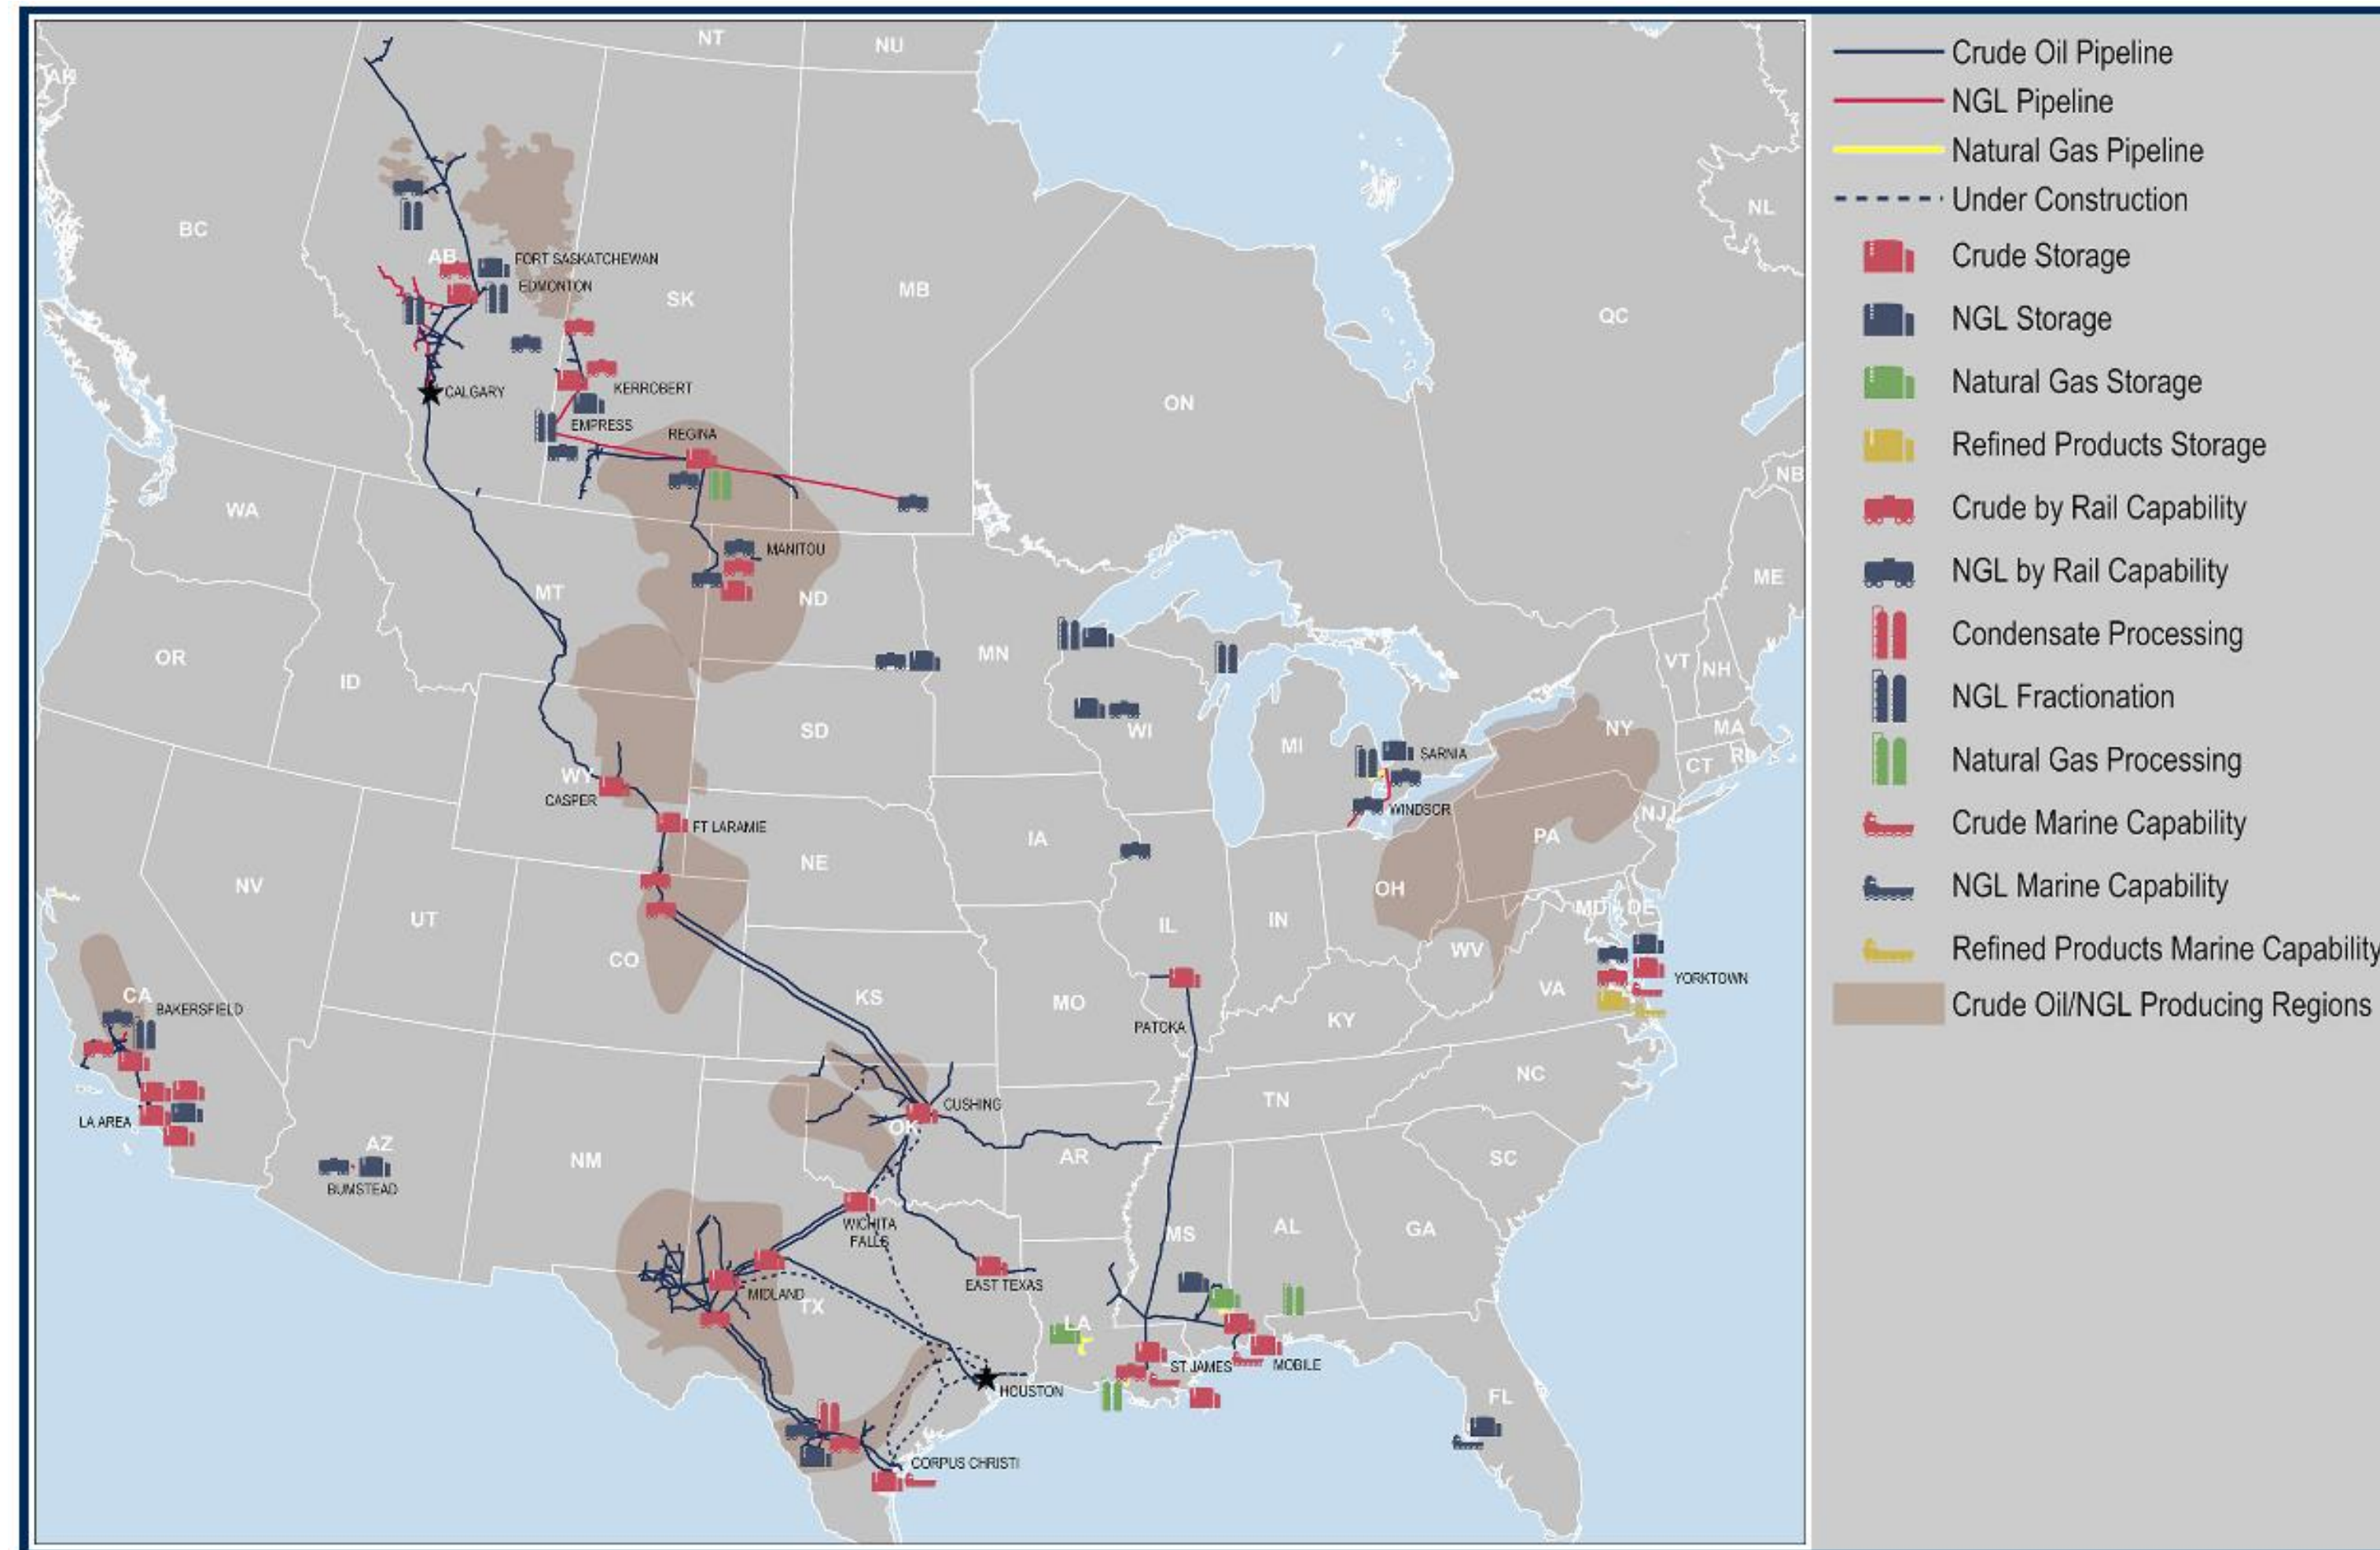 NT
NU
AK
BC
AB
SK
MB
ON
QC
NL
NB
FORT SASKATCHEWAN
EDMONTON
CALGARY
KERROBERT
EMPRESS
REGINA
MANITOU
WA
MT
ND
MN
ME
OR
ID
SD
WI
MI
VT
NH
NY
MA
RI
CT
SARNIA
WINDSOR
WY
CASPER
FT LARAMIE
NE
IA
PA
NJ
NV
UT
CO
KS
MO
IL
IN
OH
WV
MD
DE
VA
KY
YORKTOWN
CA
BAKERSFIELD
LA AREA
PATOKA
CUSHING
OK
AR
TN
NC
SC
AZ
BUMSTEAD
NM
WICHITA
FALLS
EAST TEXAS
MIDLAND
TX
MS
AL
GA
LA
ST JAMES
MOBILE
HOUSTON
CORPUS CHRISTI
FL
Crude Oil Pipeline
NGL Pipeline
Natural Gas Pipeline
Under Construction
Crude Storage
NGL Storage
Natural Gas Storage
Refined Products Storage
Crude by Rail Capability
NGL by Rail Capability
Condensate Processing
NGL Fractionation
Natural Gas Processing
Crude Marine Capability
NGL Marine Capability
Refined Products Marine Capability
Crude Oil/NGL Producing Regions